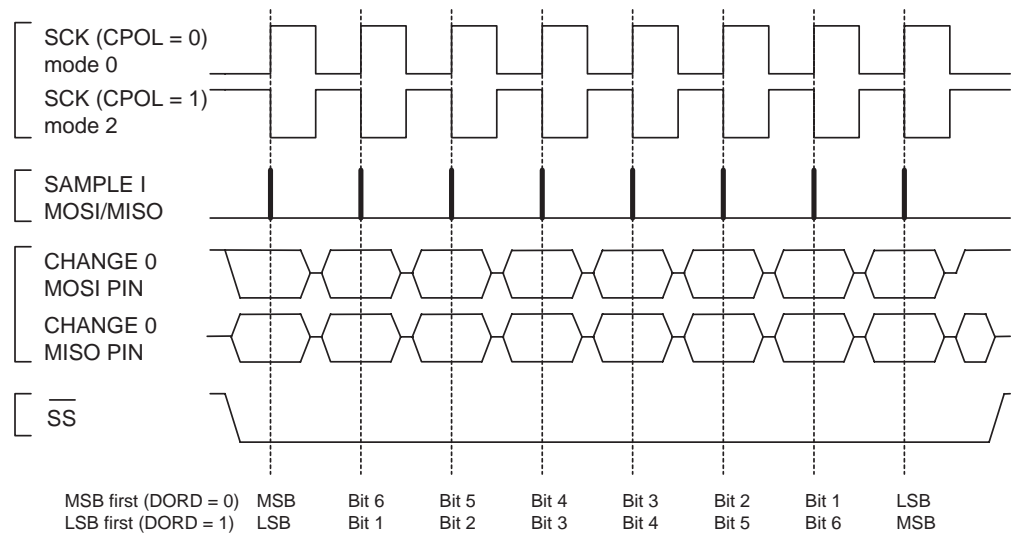 SCK (CPOL = 0)
mode 0
SCK (CPOL = 1)
mode 2
SAMPLE I
MOSI/MISO
CHANGE 0
MOSI PIN
CHANGE 0
MISO PIN
SS
MSB first (DORD = 0) MSB Bit 6 Bit 5 Bit 4 Bit 3 Bit 2 Bit 1 LSB
LSB first (DORD = 1) LSB Bit 1 Bit 2 Bit 3 Bit 4 Bit 5 Bit 6 MSB